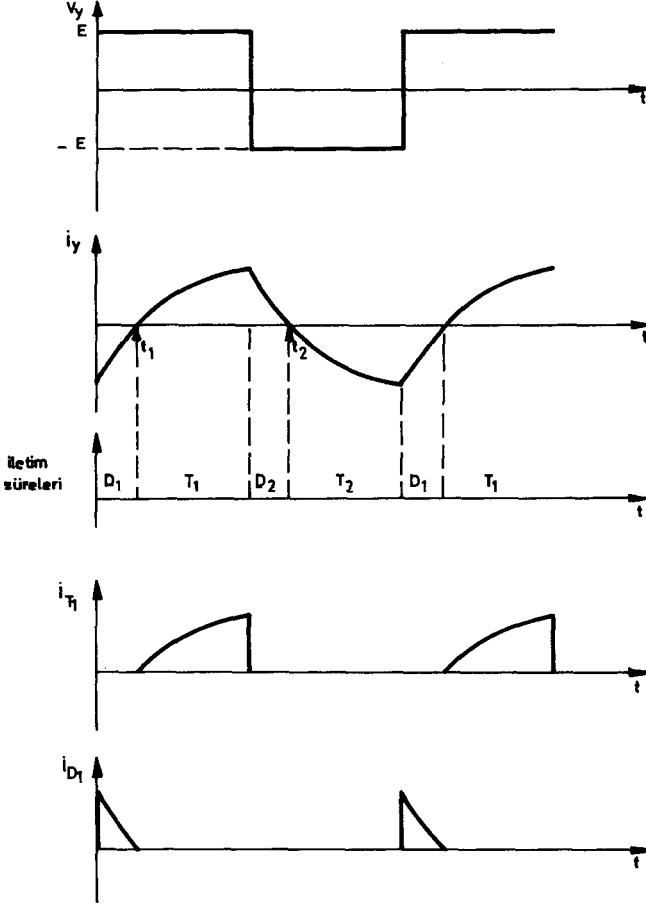 Vy
E
t
– E
iy
t1
t2
t
iletim
süreleri
D1 T1 D2 T2 D1 T1
t
iT1
t
iD1
t